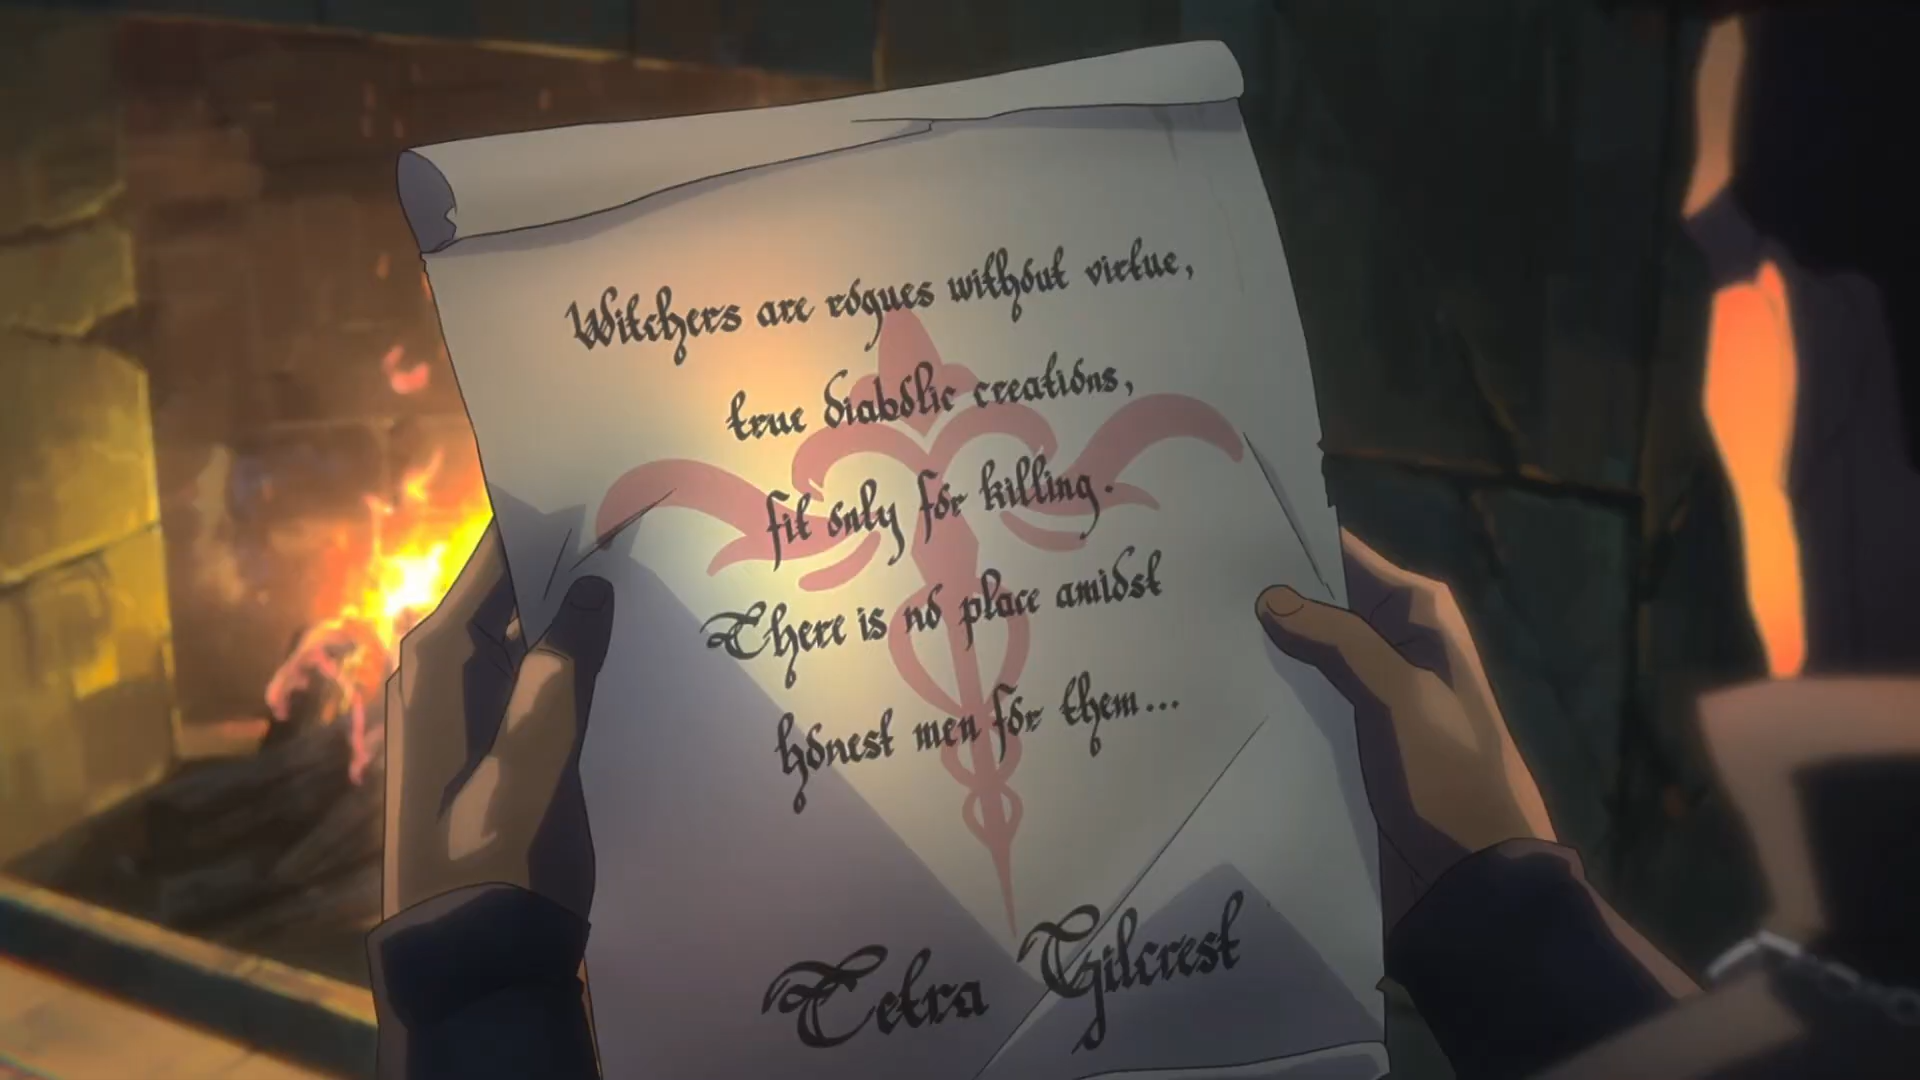 Witchers are rogues without virtue,
true diabolic creations,
fit only for killing.
There is no place amidst
honest men for them...
Tetra Gilcrest